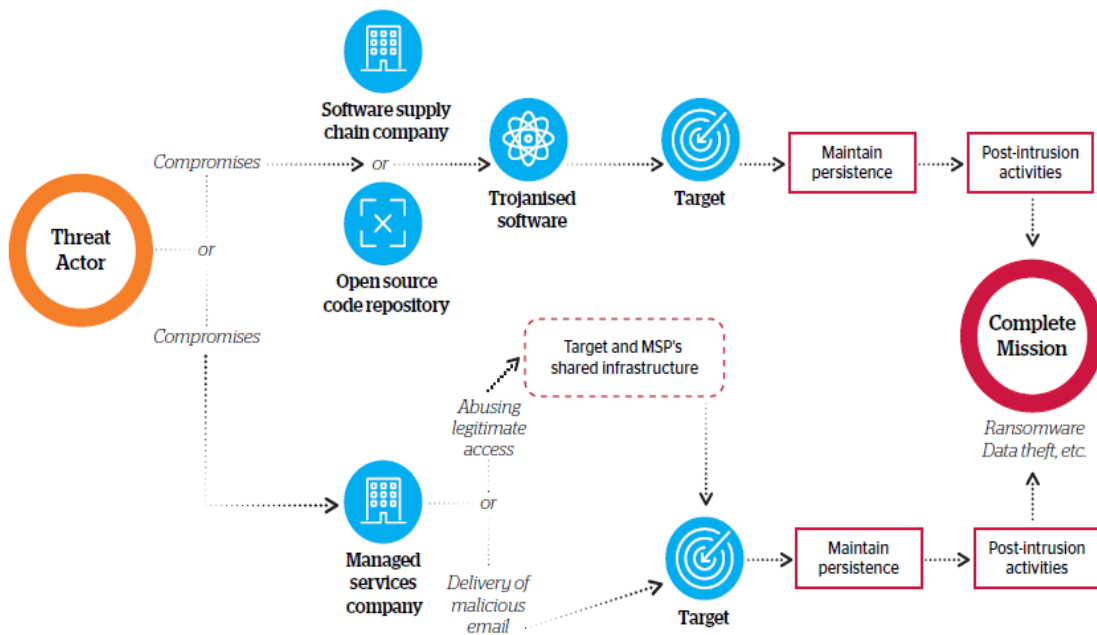 Software supply
chain company
Compromises
or
Trojanised
software
Target
Maintain
persistence
Post-intrusion
activities
Threat
Actor
or
Open source
code repository
Compromises
Complete
Mission
Target and MSP's
shared infrastructure
Ransomware
Data theft, etc.
Abusing
legitimate
access
or
Managed
services
company
Delivery of
malicious
email
Target
Maintain
persistence
Post-intrusion
activities